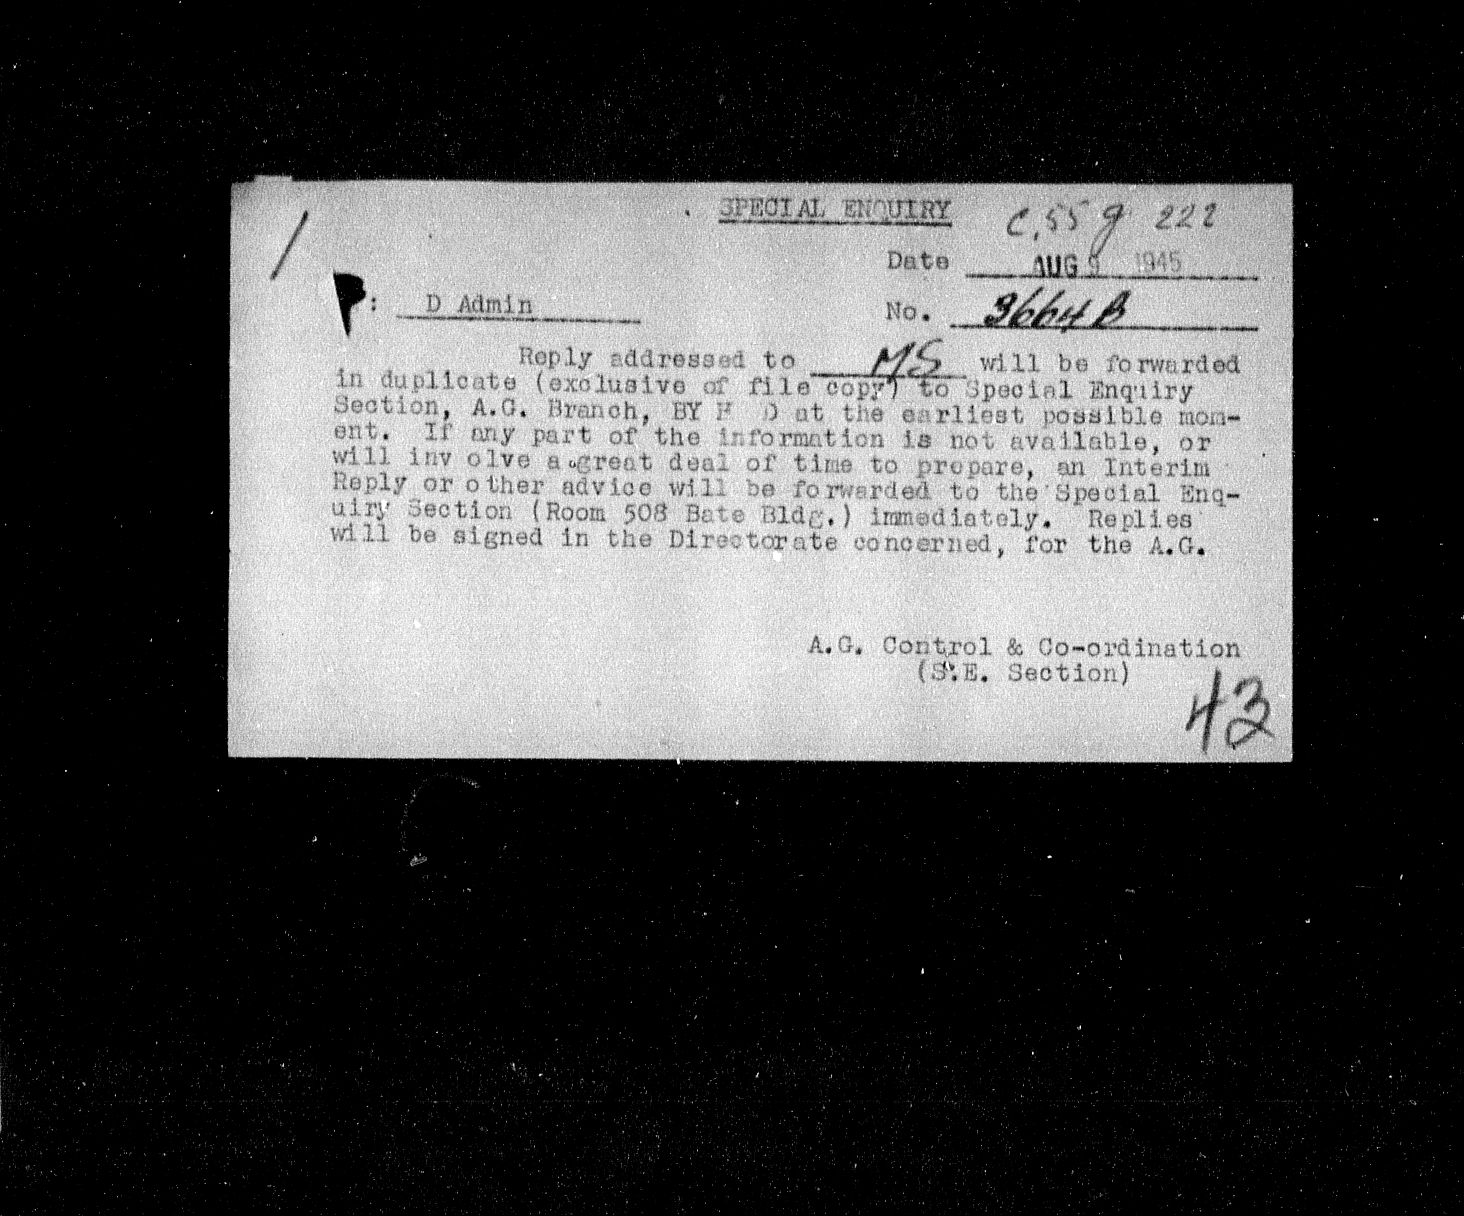 SPECIAL ENQUIRY
C.55 g 222
Date AUG 9 1945
: D Admin
No. 3664 B
Reply addressed to MS will be forwarded
in duplicate (exclusive of file copy) to Special Enquiry
Section, A.G. Branch, BY H D at the earliest possible mom-
ent. If any part of the information is not available, or
will inv olve a great deal of time to prepare, an Interim
Reply or other advice will be forwarded to the Special Enq-
uiry Section (Room 508 Bate Bldg.) immediately. Replies
will be signed in the Directorate concerned, for the A.G.
A.G. Control & Co-ordination
(S.E. Section)
43